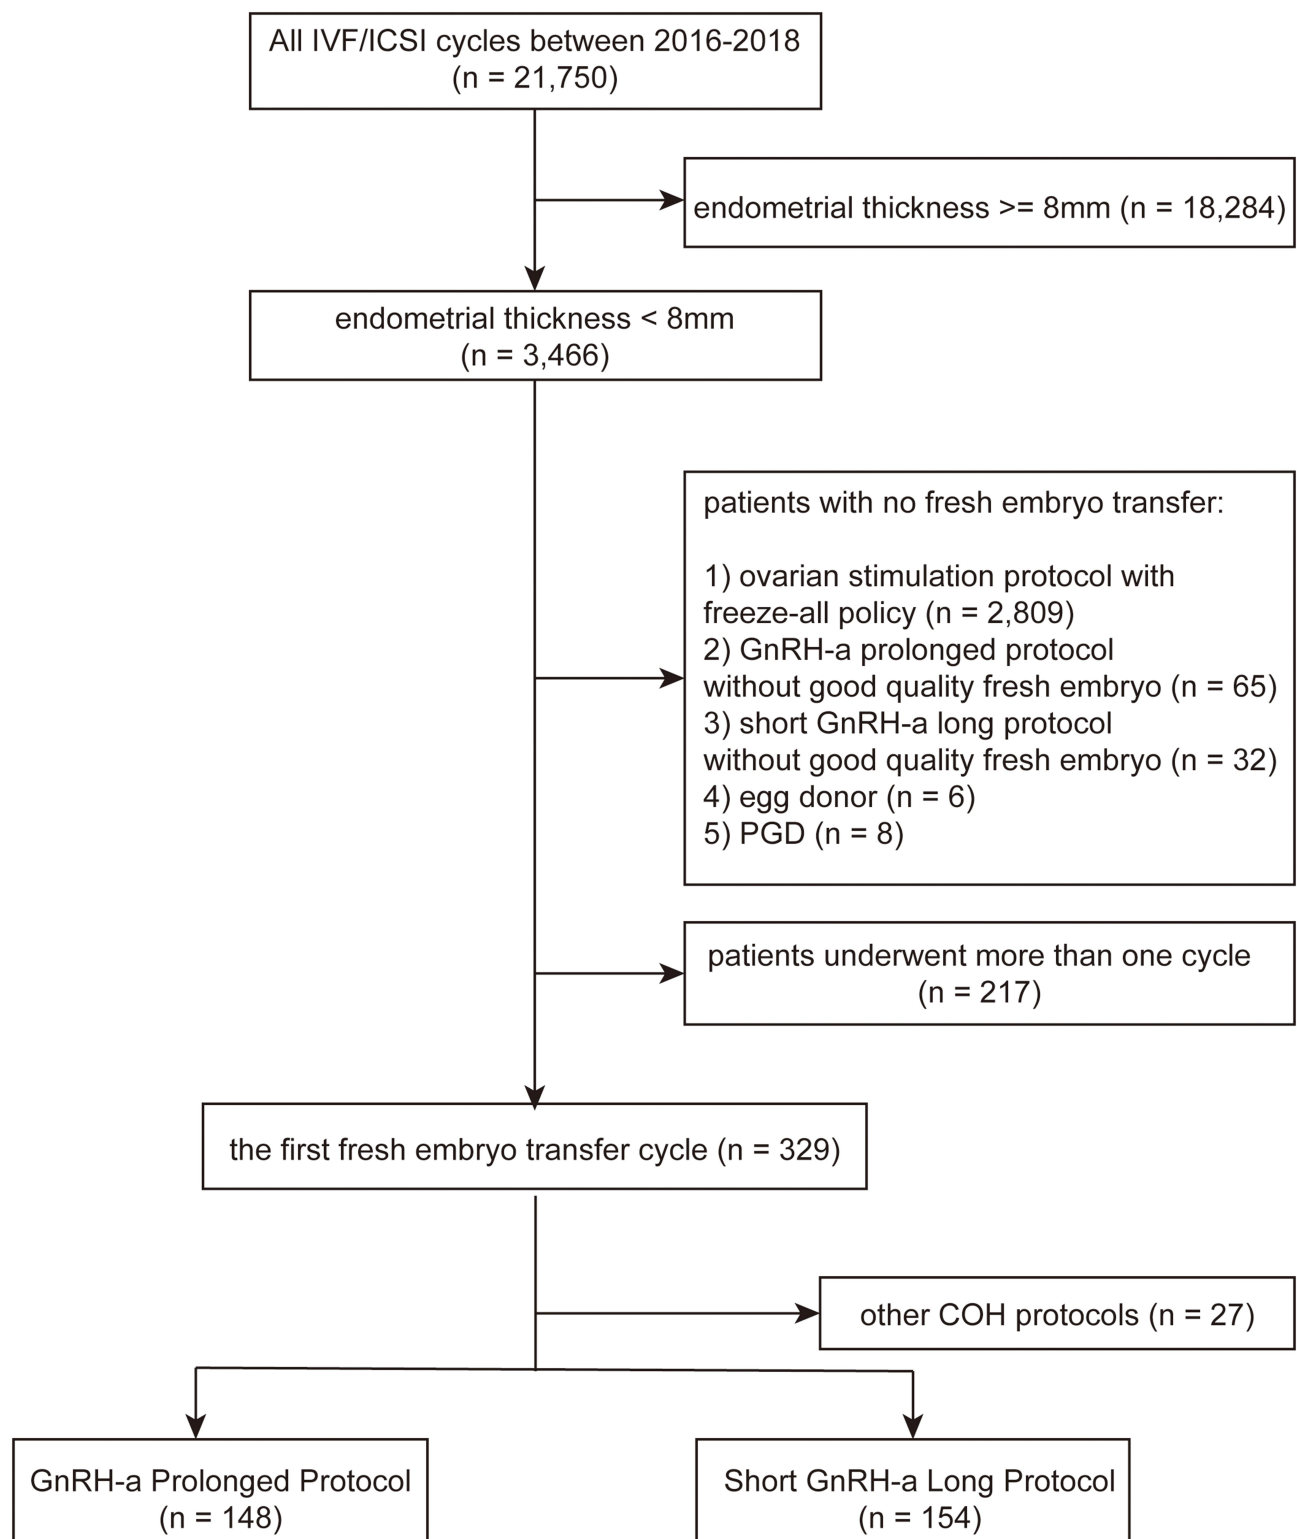 All IVF/ICSI cycles between 2016-2018
(n = 21,750)
endometrial thickness >= 8mm (n = 18,284)
endometrial thickness < 8mm
(n = 3,466)
patients with no fresh embryo transfer:
1) ovarian stimulation protocol with
freeze-all policy (n = 2,809)
2) GnRH-a prolonged protocol
without good quality fresh embryo (n = 65)
3) short GnRH-a long protocol
without good quality fresh embryo (n = 32)
4) egg donor (n = 6)
5) PGD (n = 8)
patients underwent more than one cycle
(n = 217)
the first fresh embryo transfer cycle (n = 329)
other COH protocols (n = 27)
GnRH-a Prolonged Protocol
(n = 148)
Short GnRH-a Long Protocol
(n = 154)